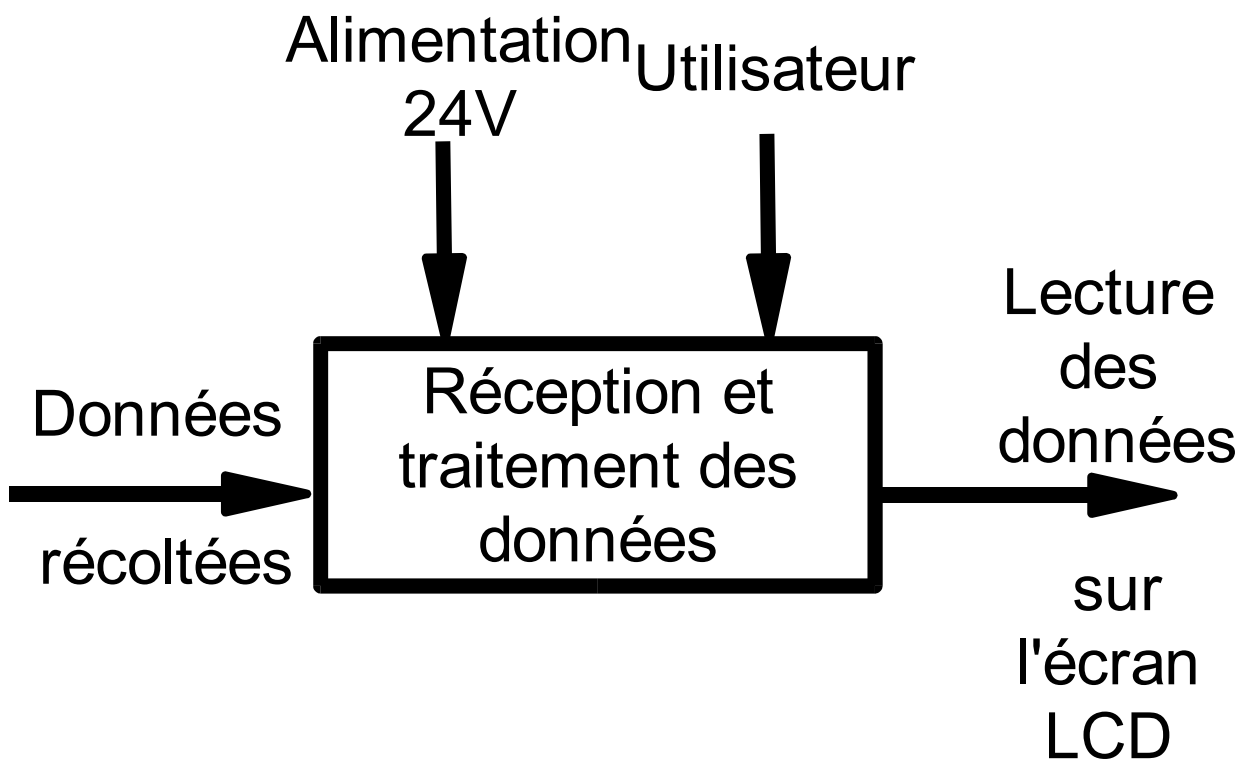 Alimentation
24V
Utilisateur
Données
récoltées
Réception et
traitement des
données
Lecture
des
données
sur
l'écran
LCD